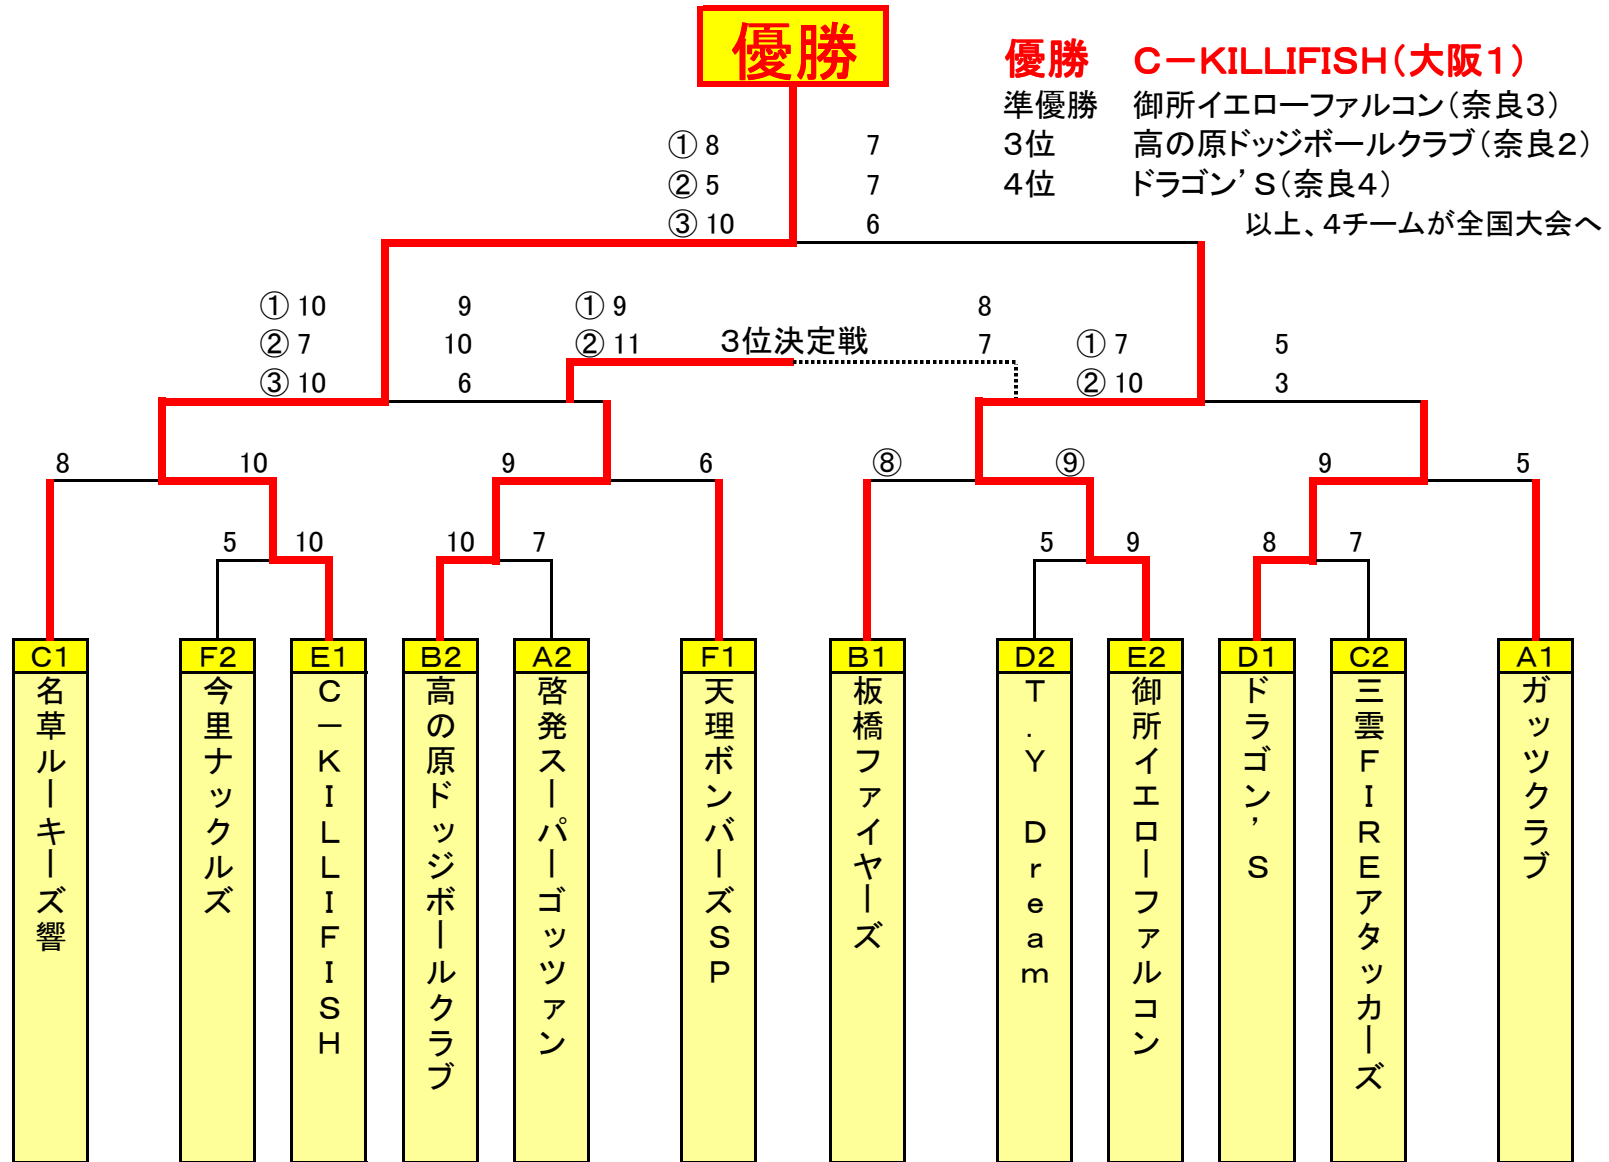 優勝
優勝 C－KILLIFISH(大阪1)
準優勝 御所イエローファルコン(奈良3)
3位 高の原ドッジボールクラブ(奈良2)
4位 ドラゴン’S(奈良4)
以上、4チームが全国大会へ
① 8 7
② 5 7
③ 10 6
① 10 9 ① 9 8
② 7 10 ② 11 3位決定戦 7 ① 7 5
③ 10 6 ② 10 3
8 10 9 6 ⑧ ⑨ 9 5
5 10 10 7 5 9 8 7
C1 F2 E1 B2 A2 F1 B1 D2 E2 D1 C2 A1
名草ルーキーズ響
今里ナックルズ
C－KILLIFISH
高の原ドッジボールクラブ
啓発スーパーゴッツァン
天理ボンバーズSP
板橋ファイヤーズ
T.Y Dream
御所イエローファルコン
ドラゴン’S
三雲FIREアタッカーズ
ガッツクラブ